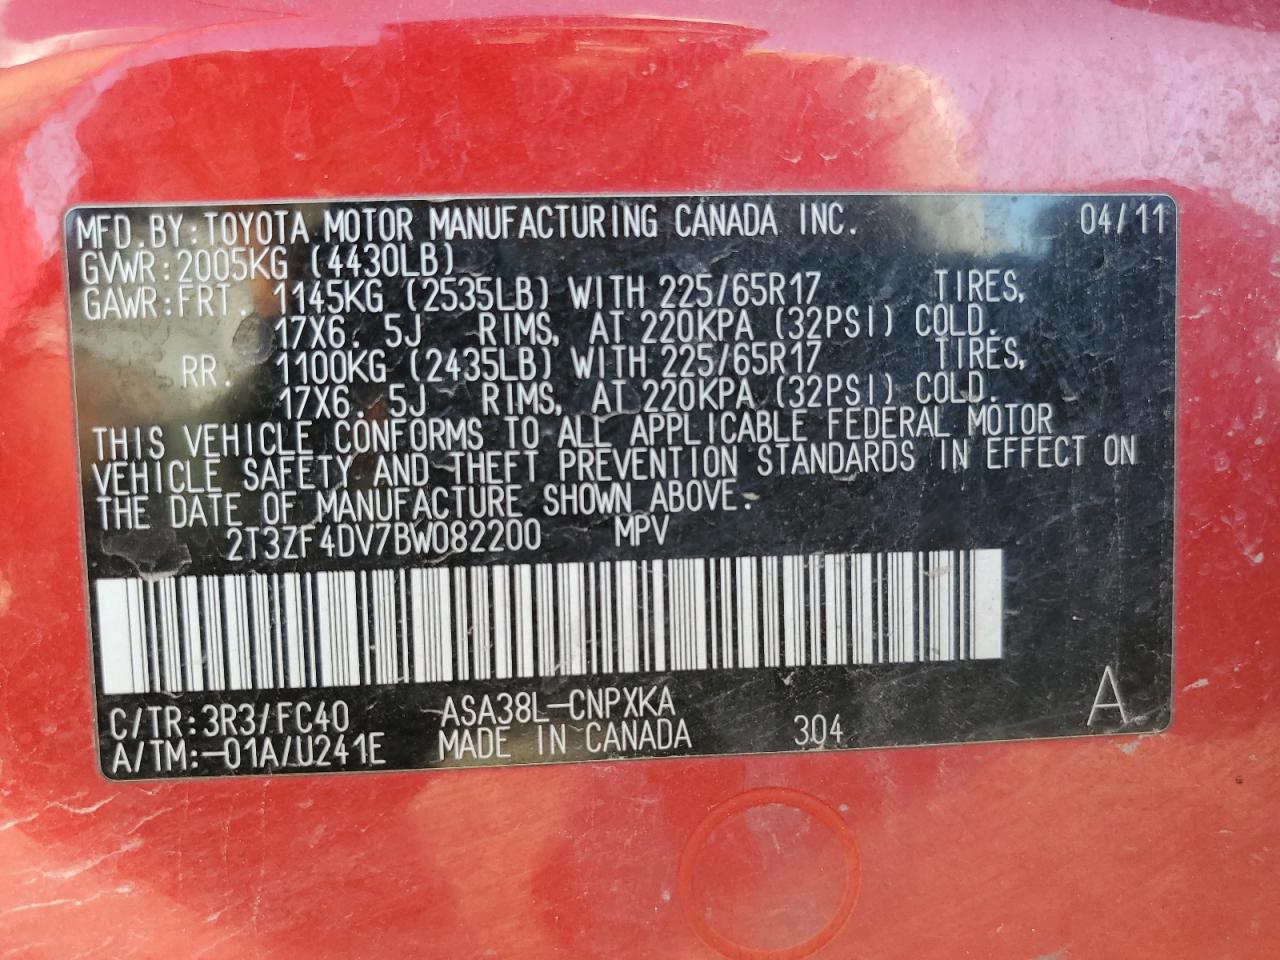 MFD.BY:TOYOTA MOTOR MANUFACTURING CANADA INC. 04/11
GVWR:2005KG (4430LB)
GAWR:FRT. 1145KG (2535LB) WITH 225/65R17 TIRES,
17X6.5J RIMS, AT 220KPA (32PSI) COLD.
RR. 1100KG (2435LB) WITH 225/65R17 TIRES,
17X6.5J RIMS, AT 220KPA (32PSI) COLD.
THIS VEHICLE CONFORMS TO ALL APPLICABLE FEDERAL MOTOR
VEHICLE SAFETY AND THEFT PREVENTION STANDARDS IN EFFECT ON
THE DATE OF MANUFACTURE SHOWN ABOVE.
2T3ZF4DV7BW082200 MPV
C/TR:3R3/FC40 ASA38L-CNPXKA
A/TM:-01A/U241E MADE IN CANADA 304 A